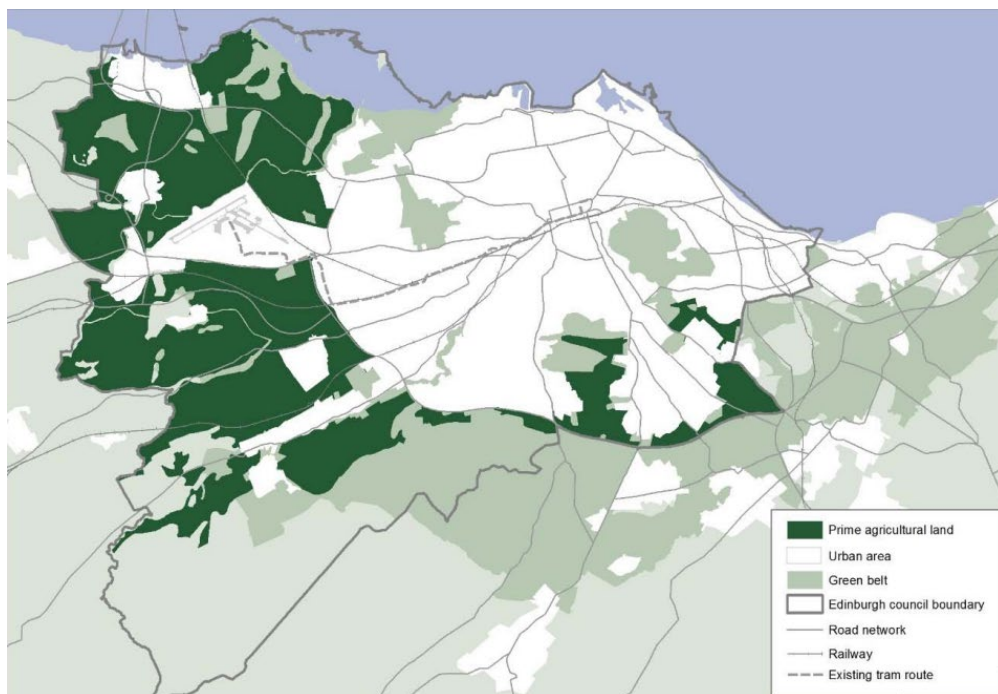 Prime agricultural land
Urban area
Green belt
Edinburgh council boundary
Road network
Railway
Existing tram route